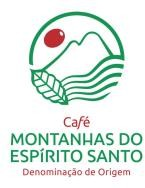 Café
MONTANHAS DO
ESPÍRITO SANTO
Denominação de Origem